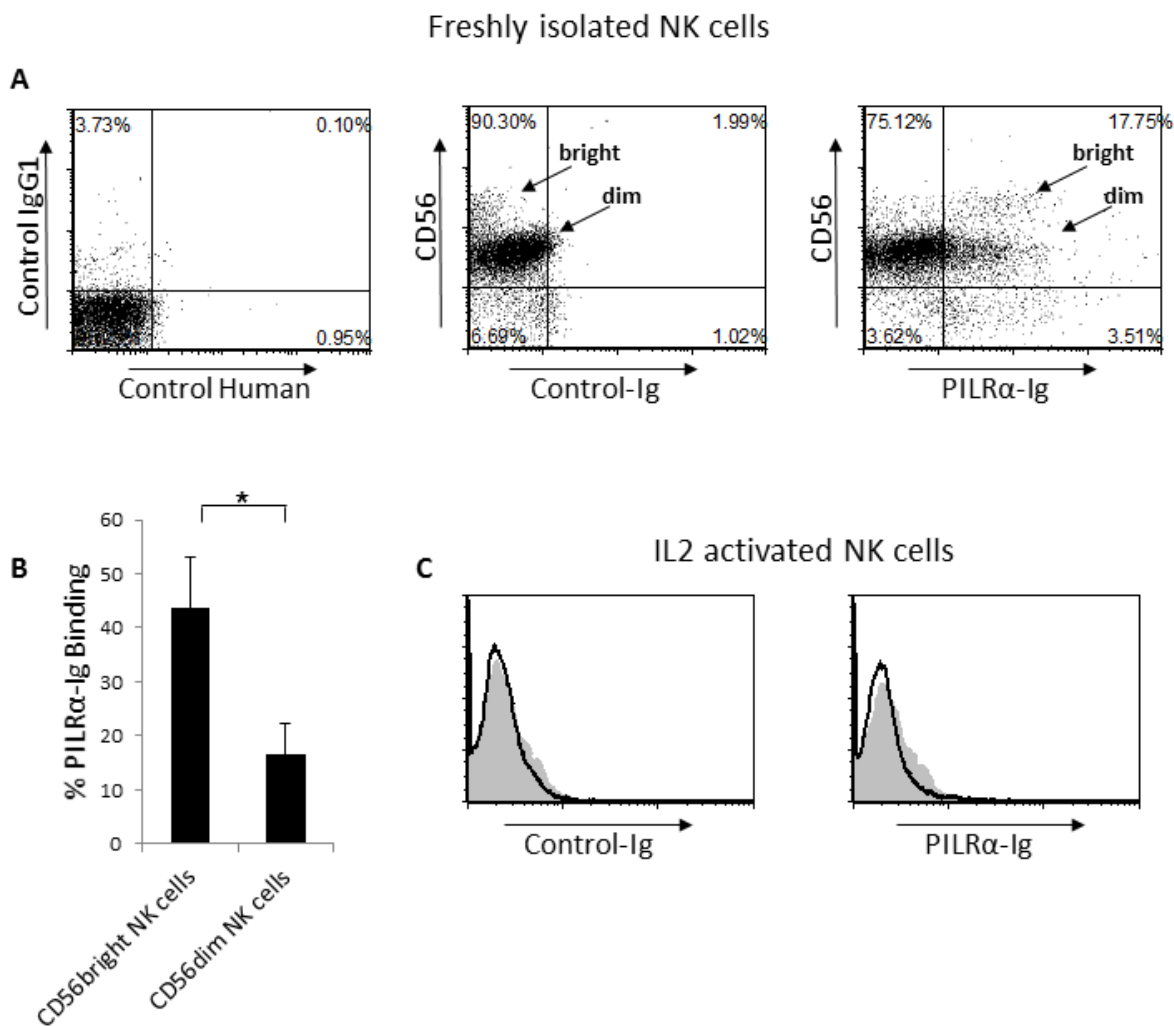 Freshly isolated NK cells
A
3.73%
0.10%
0.95%
Control IgG1
Control Human
90.30%
1.99%
bright
dim
6.69%
1.02%
CD56
Control-Ig
75.12%
17.75%
bright
dim
3.62%
3.51%
CD56
PILRα-Ig
B
*
60
50
40
30
20
10
0
% PILRα-Ig Binding
CD56bright NK cells
CD56dim NK cells
C
IL2 activated NK cells
Control-Ig
PILRα-Ig